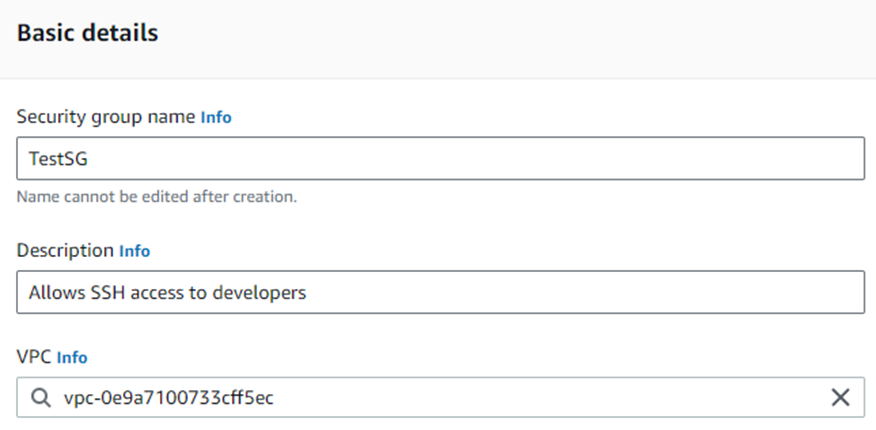 Basic details
Security group name Info
TestSG
Name cannot be edited after creation.
Description Info
Allows SSH access to developers
VPC Info
vpc-0e9a7100733cff5ec